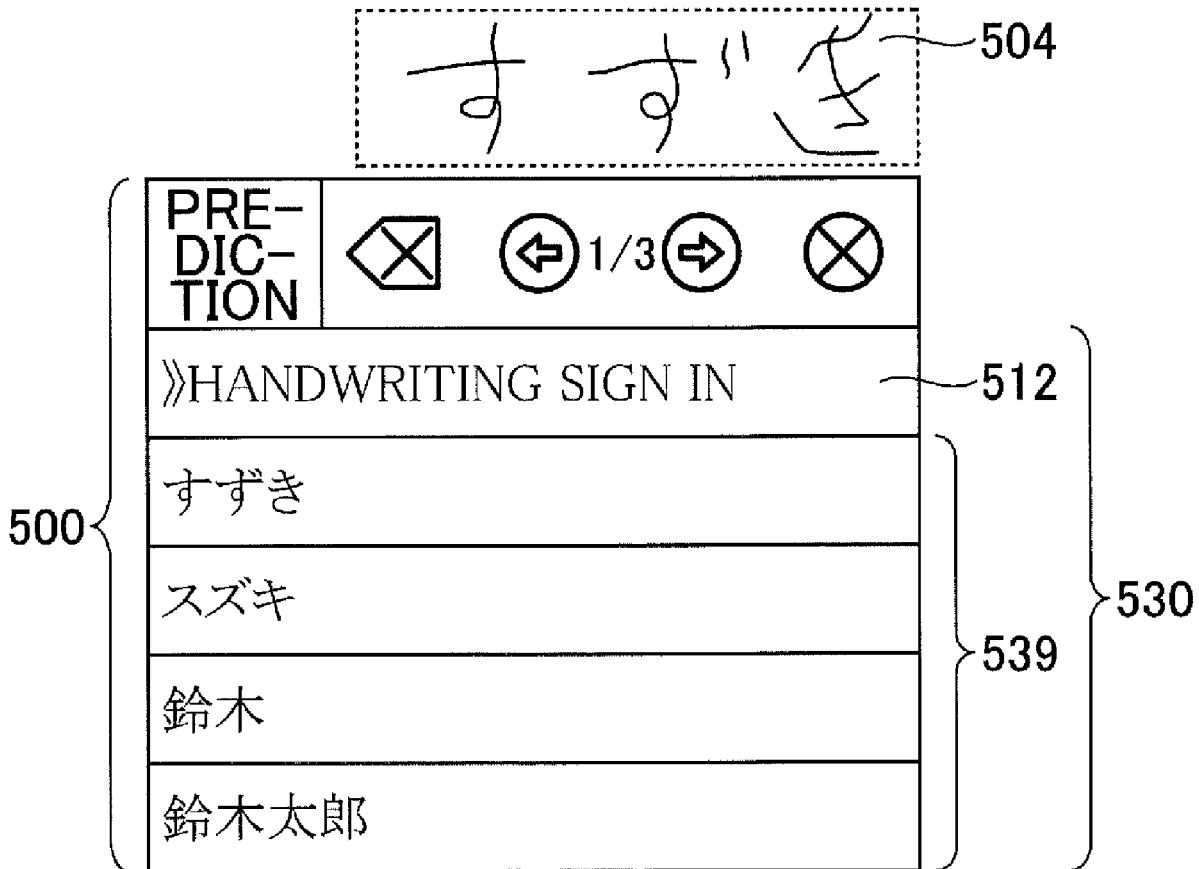 すずき
504
PRE-
DIC-
TION
1/3
》HANDWRITING SIGN IN
512
すずき
500
スズキ
530
539
鈴木
鈴木太郎